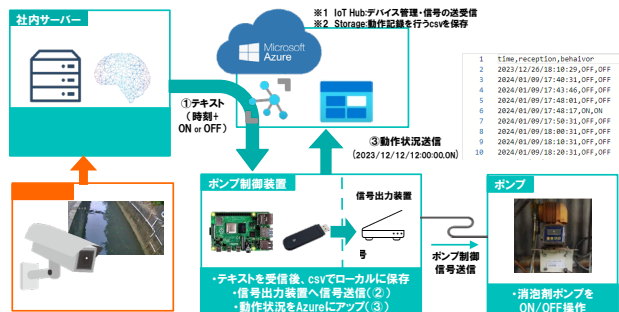 社内サーバー
Microsoft
Azure
※1 IoT Hub:デバイス管理・信号の送受信
※2 Storage:動作記録を行うcsvを保存
①テキスト
(時刻+
ON or OFF)
③動作状況送信
(2023/12/12/12:00:00,ON)
1 time,reception,behaivor
2 2023/12/26/18:10:29,OFF,OFF
3 2024/01/09/17:40:31,OFF,OFF
4 2024/01/09/17:43:46,OFF,OFF
5 2024/01/09/17:48:01,OFF,OFF
6 2024/01/09/17:48:17,ON,ON
7 2024/01/09/17:50:31,OFF,OFF
8 2024/01/09/18:00:31,OFF,OFF
9 2024/01/09/18:10:31,OFF,OFF
10 2024/01/09/18:20:31,OFF,OFF
ポンプ制御装置
信号出力装置
号
・テキストを受信後、csvでローカルに保存
・信号出力装置へ信号送信(②)
・動作状況をAzureにアップ(③)
ポンプ制御
信号送信
ポンプ
・消泡剤ポンプを
ON/OFF操作